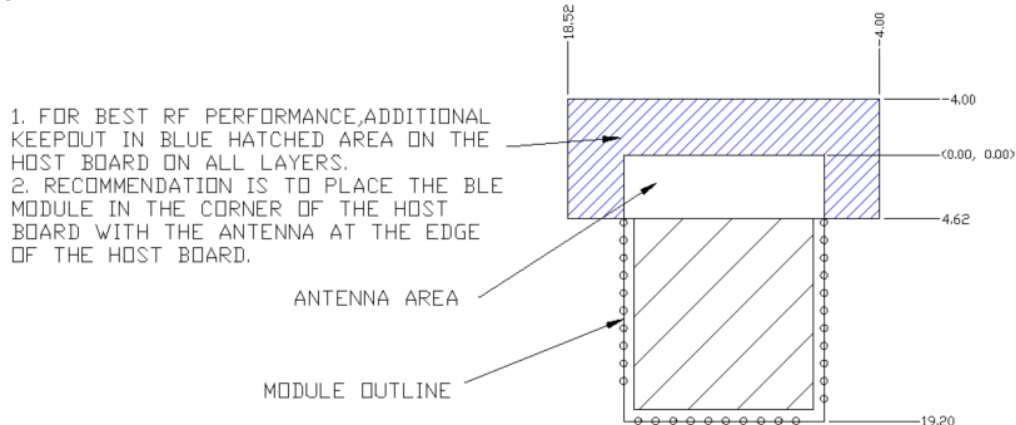 18.52
-4.00
1. FOR BEST RF PERFORMANCE,ADDITIONAL
KEEPOUT IN BLUE HATCHED AREA ON THE
HOST BOARD ON ALL LAYERS.
2. RECOMMENDATION IS TO PLACE THE BLE
MODULE IN THE CORNER OF THE HOST
BOARD WITH THE ANTENNA AT THE EDGE
OF THE HOST BOARD.
-4.00
(0.00, 0.00)
4.62
ANTENNA AREA
MODULE OUTLINE
19.20